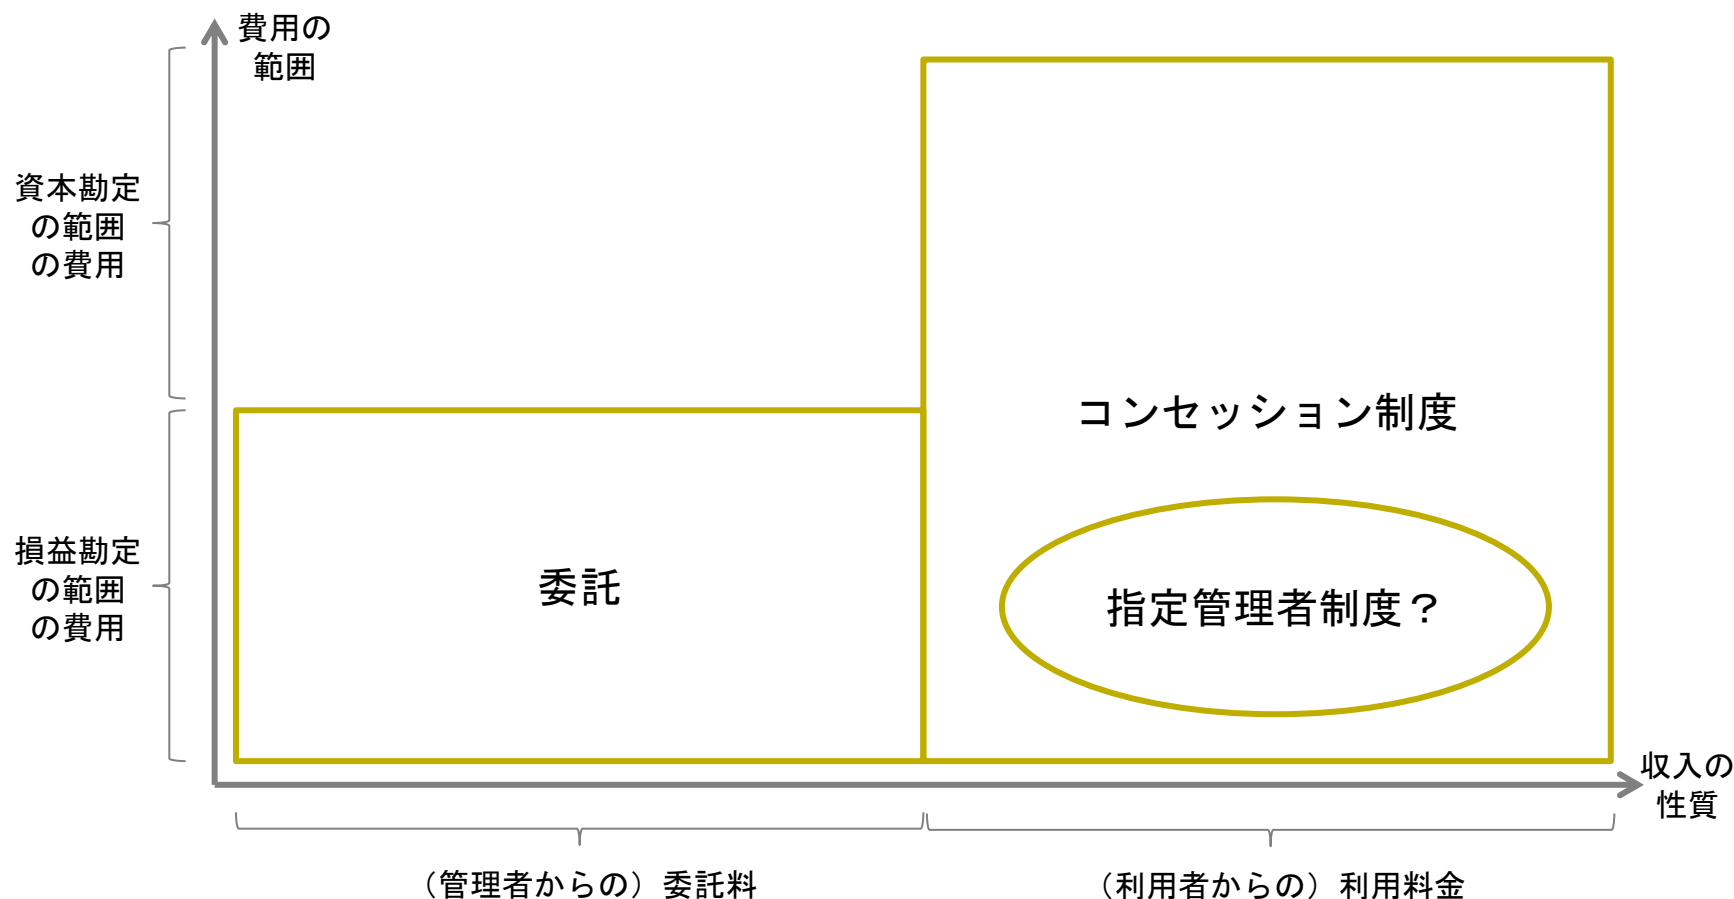 費用の
範囲
資本勘定
の範囲
の費用
コンセッション制度
損益勘定
の範囲
の費用
委託
指定管理者制度？
収入の
性質
（管理者からの）委託料
（利用者からの）利用料金